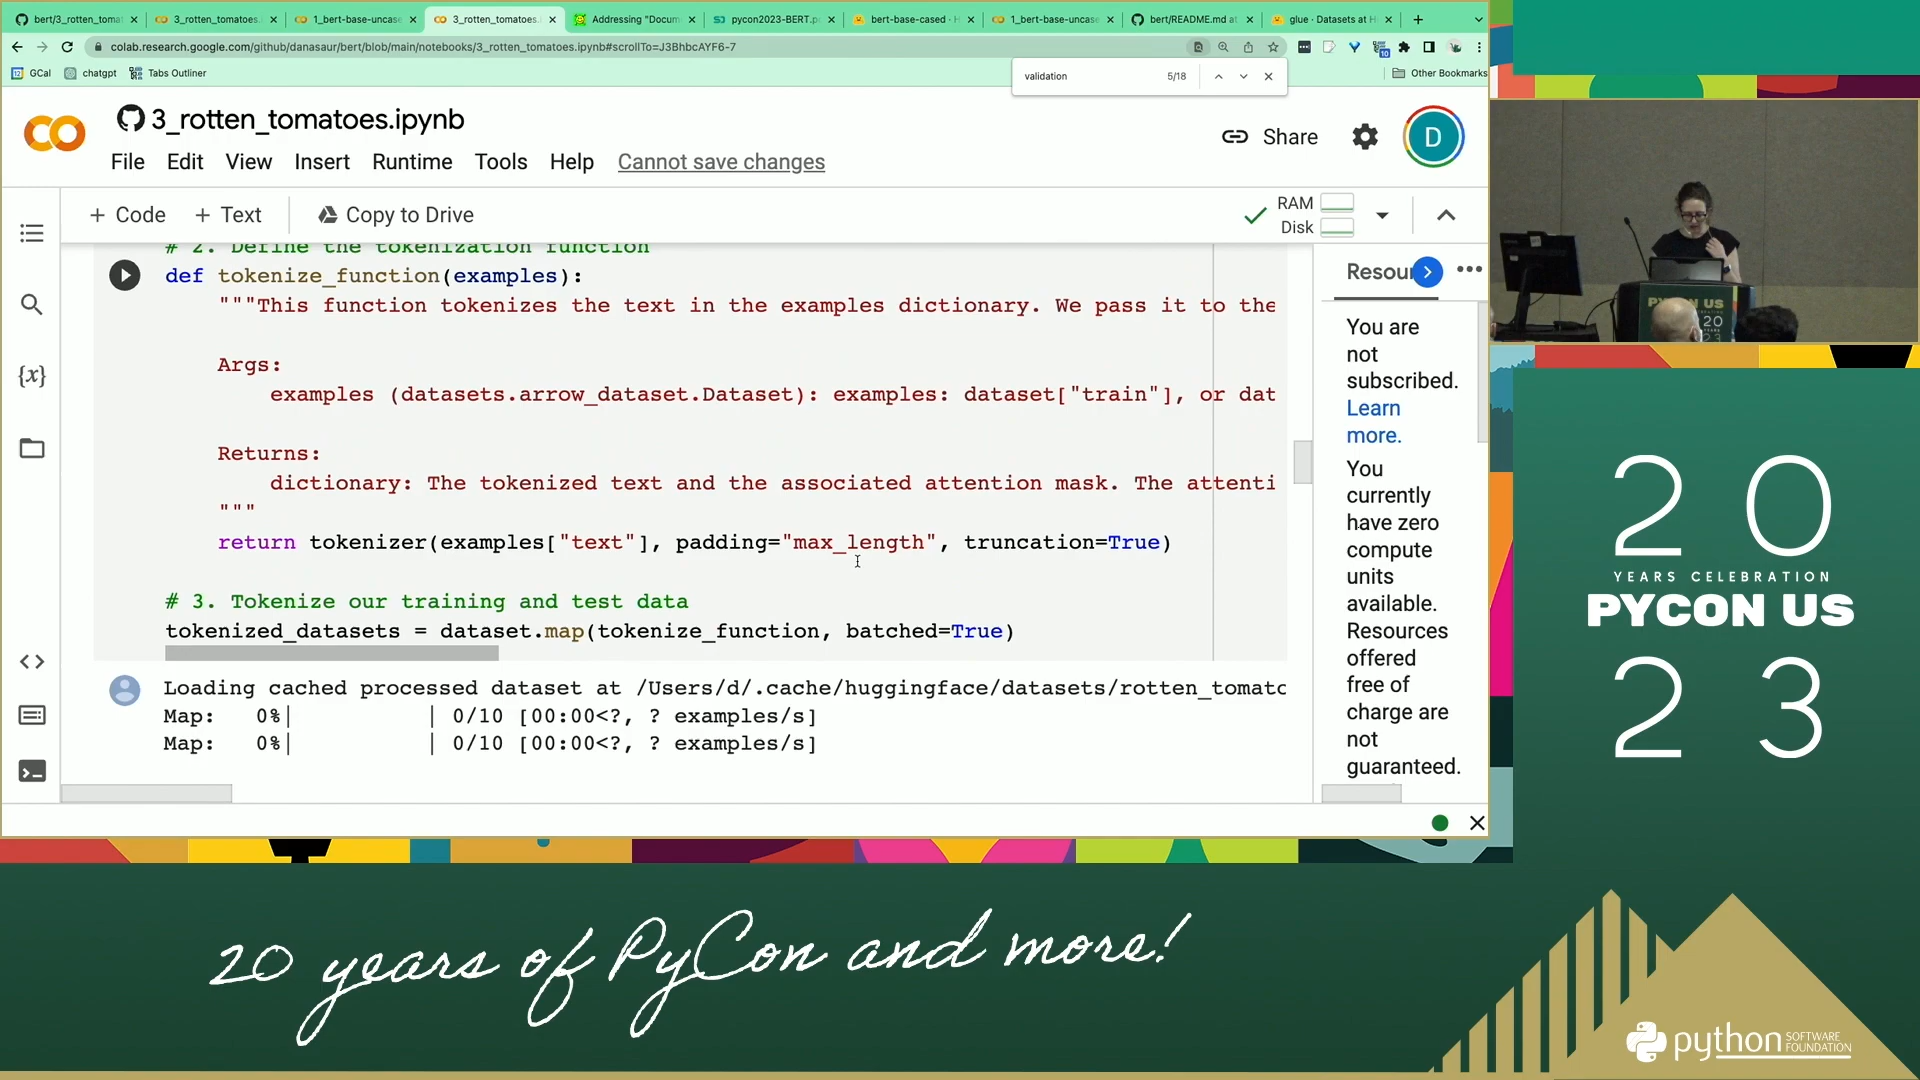 bert/3_rotten_tomat
3_rotten_tomatoes.
1_bert-base-uncase
3_rotten_tomatoes.
Addressing "Docum
pycon2023-BERT.p
bert-base-cased · H
1_bert-base-uncase
bert/README.md at
glue · Datasets at H
colab.research.google.com/github/danasaur/bert/blob/main/notebooks/3_rotten_tomatoes.ipynb#scrollTo=J3BhbcAYF6-7
10
GCal
chatgpt
Tabs Outliner
Other Bookmarks
validation 5/18
3_rotten_tomatoes.ipynb
Share
D
File Edit View Insert Runtime Tools Help Cannot save changes
+ Code + Text Copy to Drive
RAM
Disk
# 2. Define the tokenization function
def tokenize_function(examples):
"""This function tokenizes the text in the examples dictionary. We pass it to the
Args:
examples (datasets.arrow_dataset.Dataset): examples: dataset["train"], or dat
Returns:
dictionary: The tokenized text and the associated attention mask. The attenti
"""
return tokenizer(examples["text"], padding="max_length", truncation=True)
# 3. Tokenize our training and test data
tokenized_datasets = dataset.map(tokenize_function, batched=True)
Loading cached processed dataset at /Users/d/.cache/huggingface/datasets/rotten_tomato
Map: 0%| | 0/10 [00:00<?, ? examples/s]
Map: 0%| | 0/10 [00:00<?, ? examples/s]
Resour
You are
not
subscribed.
Learn
more.
You
currently
have zero
compute
units
available.
Resources
offered
free of
charge are
not
guaranteed.
20
YEARS CELEBRATION
PYCON US
23
20 years of PyCon and more!
python SOFTWARE
FOUNDATION